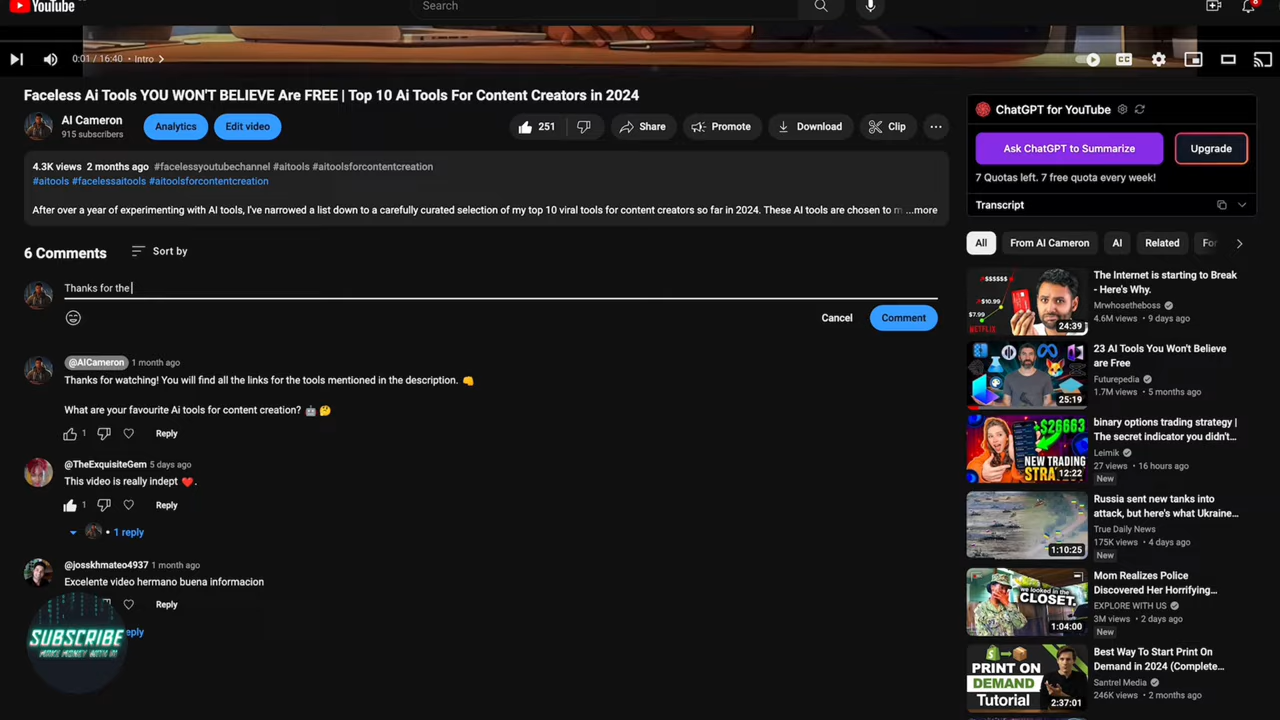 YouTube
Search
0:01 / 16:40 • Intro
Faceless Ai Tools YOU WON'T BELIEVE Are FREE | Top 10 Ai Tools For Content Creators in 2024
AI Cameron
915 subscribers
Analytics
Edit video
251
Share
Promote
Download
Clip
4.3K views 2 months ago #facelessyoutubechannel #aitools #aitoolsforcontentcreation
#aitools #facelessaitools #aitoolsforcontentcreation
After over a year of experimenting with AI tools, I've narrowed a list down to a carefully curated selection of my top 10 viral tools for content creators so far in 2024. These AI tools are chosen to m ...more
6 Comments
Sort by
Thanks for the
Cancel
Comment
@AICameron 1 month ago
Thanks for watching! You will find all the links for the tools mentioned in the description. 👊
What are your favourite Ai tools for content creation? 🤖 🤔
1
Reply
@TheExquisiteGem 5 days ago
This video is really indept ❤️.
1
Reply
• 1 reply
@josskhmateo4937 1 month ago
Excelente video hermano buena informacion
Reply
eply
SUBSCRIBE
MAKE MONEY WITH AI
ChatGPT for YouTube
Ask ChatGPT to Summarize
Upgrade
7 Quotas left. 7 free quota every week!
Transcript
All
From AI Cameron
AI
Related
For
$$$$$$
$10.99
$7.99
NETFLIX
24:39
The Internet is starting to Break
- Here's Why.
Mrwhosetheboss
4.6M views • 9 days ago
25:19
23 AI Tools You Won't Believe
are Free
Futurepedia
1.7M views • 5 months ago
$26663
NEW TRADING
STRA
12:22
binary options trading strategy |
The secret indicator you didn't...
Leimik
27 views • 16 hours ago
New
1:10:25
Russia sent new tanks into
attack, but here's what Ukraine...
True Daily News
175K views • 4 days ago
New
we looked in the
CLOSET.
1:04:00
Mom Realizes Police
Discovered Her Horrifying...
EXPLORE WITH US
3M views • 2 days ago
New
PRINT ON
DEMAND
Tutorial
2:37:01
Best Way To Start Print On
Demand in 2024 (Complete...
Santrel Media
246K views • 2 months ago